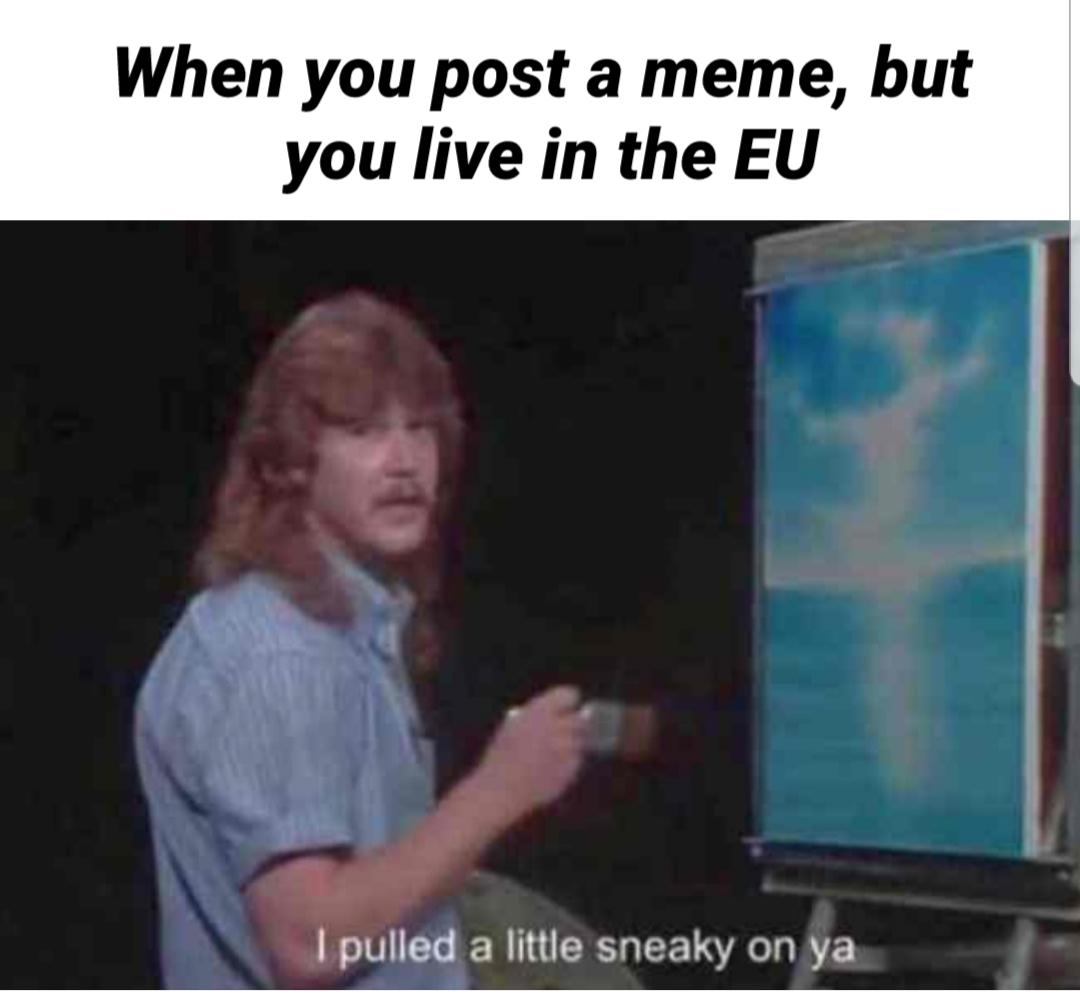 When you post a meme, but
you live in the EU
I pulled a little sneaky on ya